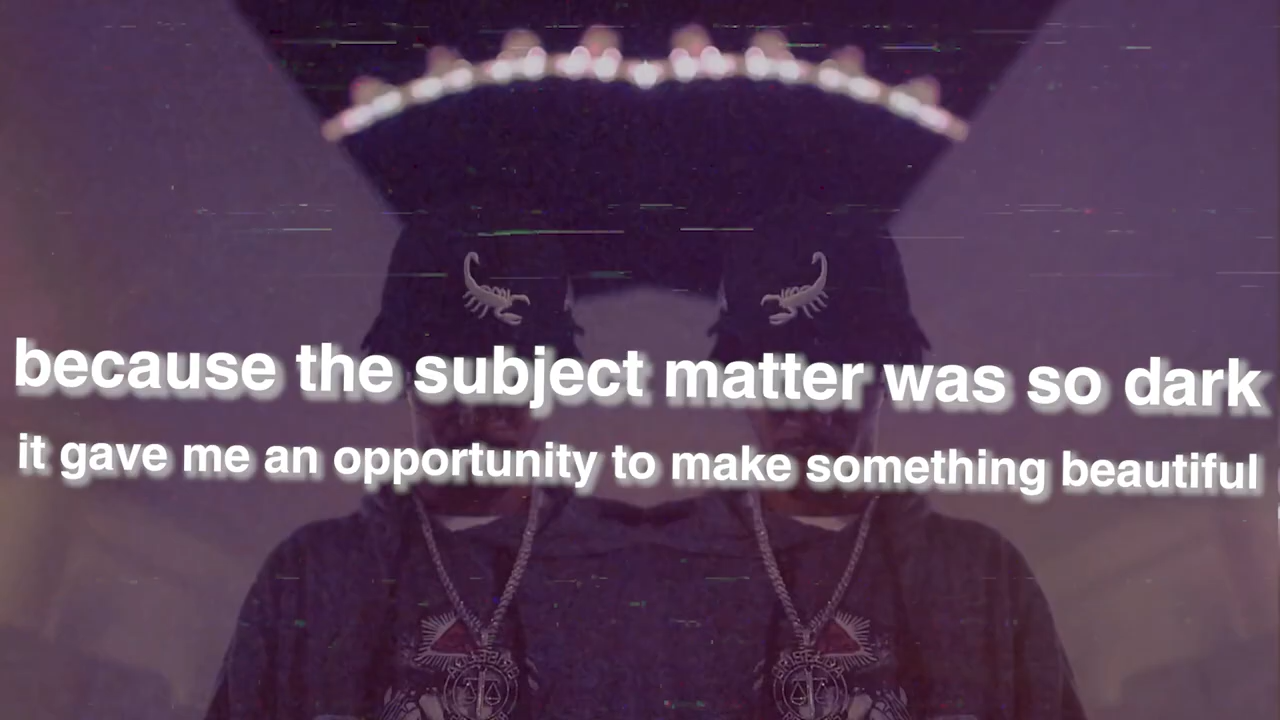 because the subject matter was so dark
it gave me an opportunity to make something beautiful